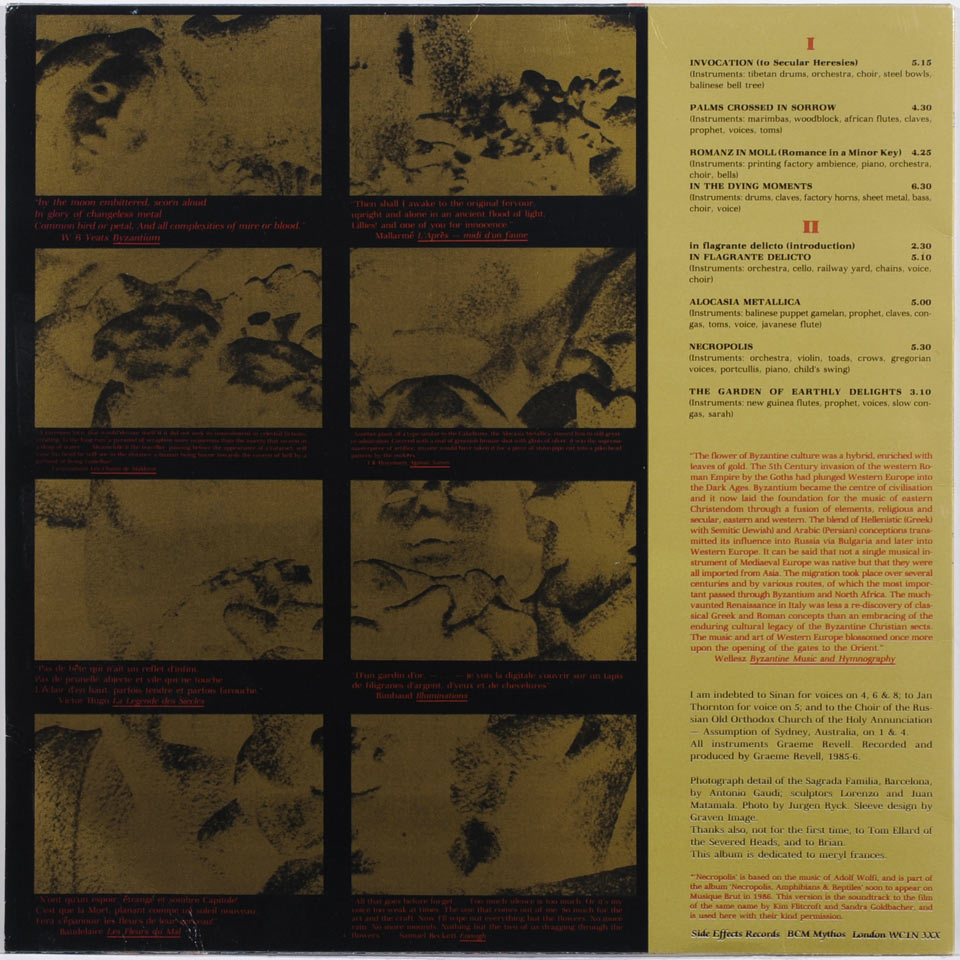 "by the moon embittered, scorn aloud
In glory of changeless metal
Common bird or petal, And all complexities of mire or blood."
W B Yeats Byzantium
"Then shall I awake to the original fervour,
upright and alone in an ancient flood of light,
Lillies! and one of you for innocence."
Mallarmé L'Après — midi d'un faune
Lautreamont Les Chants de Maldoror
J K Huysmans Against Nature
"Pas de bête qui n'ait un reflet d'infini,
Pas de prunelle abjecte et vile qui ne touche
L'éclair d'en haut, parfois tendre et parfois farouche."
Victor Hugo La Legende des Siècles
"D'un gardin d'or, — je vois la digitale s'ouvrir sur un tapis
de filigranes d'argent, d'yeux et de chevelures"
Rimbaud Illuminations
N'ont qu'un espoir, étrange et sombre Capitole!
C'est que la Mort, planant comme un soleil nouveau,
Fera s'épanouir les fleurs de leur
Baudelaire Les Fleurs du Mal
All that goes before forget. Too much silence is too much. Or it's my
voice too weak at times. The one that comes out of me. So much for the
art and the craft. Now I'll wipe out everything but the flowers. No more
rain. No more mounds. Nothing but the two of us dragging through the
flowers." Samuel Beckett Enough
I
INVOCATION (to Secular Heresies) 5.15
(Instruments: tibetan drums, orchestra, choir, steel bowls,
balinese bell tree)
PALMS CROSSED IN SORROW 4.30
(Instruments: marimbas, woodblock, african flutes, claves,
prophet, voices, toms)
ROMANZ IN MOLL (Romance in a Minor Key) 4.25
(Instruments: printing factory ambience, piano, orchestra,
choir, bells)
IN THE DYING MOMENTS 6.30
(Instruments: drums, claves, factory horns, sheet metal, bass,
choir, voice)
II
in flagrante delicto (introduction) 2.30
IN FLAGRANTE DELICTO 5.10
(Instruments: orchestra, cello, railway yard, chains, voice,
choir)
ALOCASIA METALLICA 5.00
(Instruments: balinese puppet gamelan, prophet, claves, con-
gas, toms, voice, javanese flute)
NECROPOLIS 5.30
(Instruments: orchestra, violin, toads, crows, gregorian
voices, portcullis, piano, child's swing)
THE GARDEN OF EARTHLY DELIGHTS 3.10
(Instruments: new guinea flutes, prophet, voices, slow con-
gas, sarah)
"The flower of Byzantine culture was a hybrid, enriched with
leaves of gold. The 5th Century invasion of the western Ro-
man Empire by the Goths had plunged Western Europe into
the Dark Ages. Byzantium became the centre of civilisation
and it now laid the foundation for the music of eastern
Christendom through a fusion of elements, religious and
secular, eastern and western. The blend of Hellenistic (Greek)
with Semitic (Jewish) and Arabic (Persian) conceptions trans-
mitted its influence into Russia via Bulgaria and later into
Western Europe. It can be said that not a single musical in-
strument of Mediaeval Europe was native but that they were
all imported from Asia. The migration took place over several
centuries and by various routes, of which the most impor-
tant passed through Byzantium and North Africa. The much-
vaunted Renaissance in Italy was less a re-discovery of clas-
sical Greek and Roman concepts than an embracing of the
enduring cultural legacy of the Byzantine Christian sects.
The music and art of Western Europe blossomed once more
upon the opening of the gates to the Orient."
Wellesz Byzantine Music and Hymnography
I am indebted to Sinan for voices on 4, 6 & 8; to Jan
Thornton for voice on 5; and to the Choir of the Rus-
sian Old Orthodox Church of the Holy Annunciation
— Assumption of Sydney, Australia, on 1 & 4.
All instruments Graeme Revell. Recorded and
produced by Graeme Revell, 1985-6.
Photograph detail of the Sagrada Familia, Barcelona,
by Antonio Gaudi; sculptors Lorenzo and Juan
Matamala. Photo by Jurgen Ryck. Sleeve design by
Graven Image.
Thanks also, not for the first time, to Tom Ellard of
the Severed Heads, and to Brian.
This album is dedicated to meryl frances.
"'Necropolis' is based on the music of Adolf Wolfli, and is part of
the album 'Necropolis, Amphibians & Reptiles' soon to appear on
Musique Brut in 1986. This version is the soundtrack to the film
of the same name by Kim Flitcroft and Sandra Goldbacher, and
is used here with their kind permission.
Side Effects Records BCM Mythos London WC1N 3XX